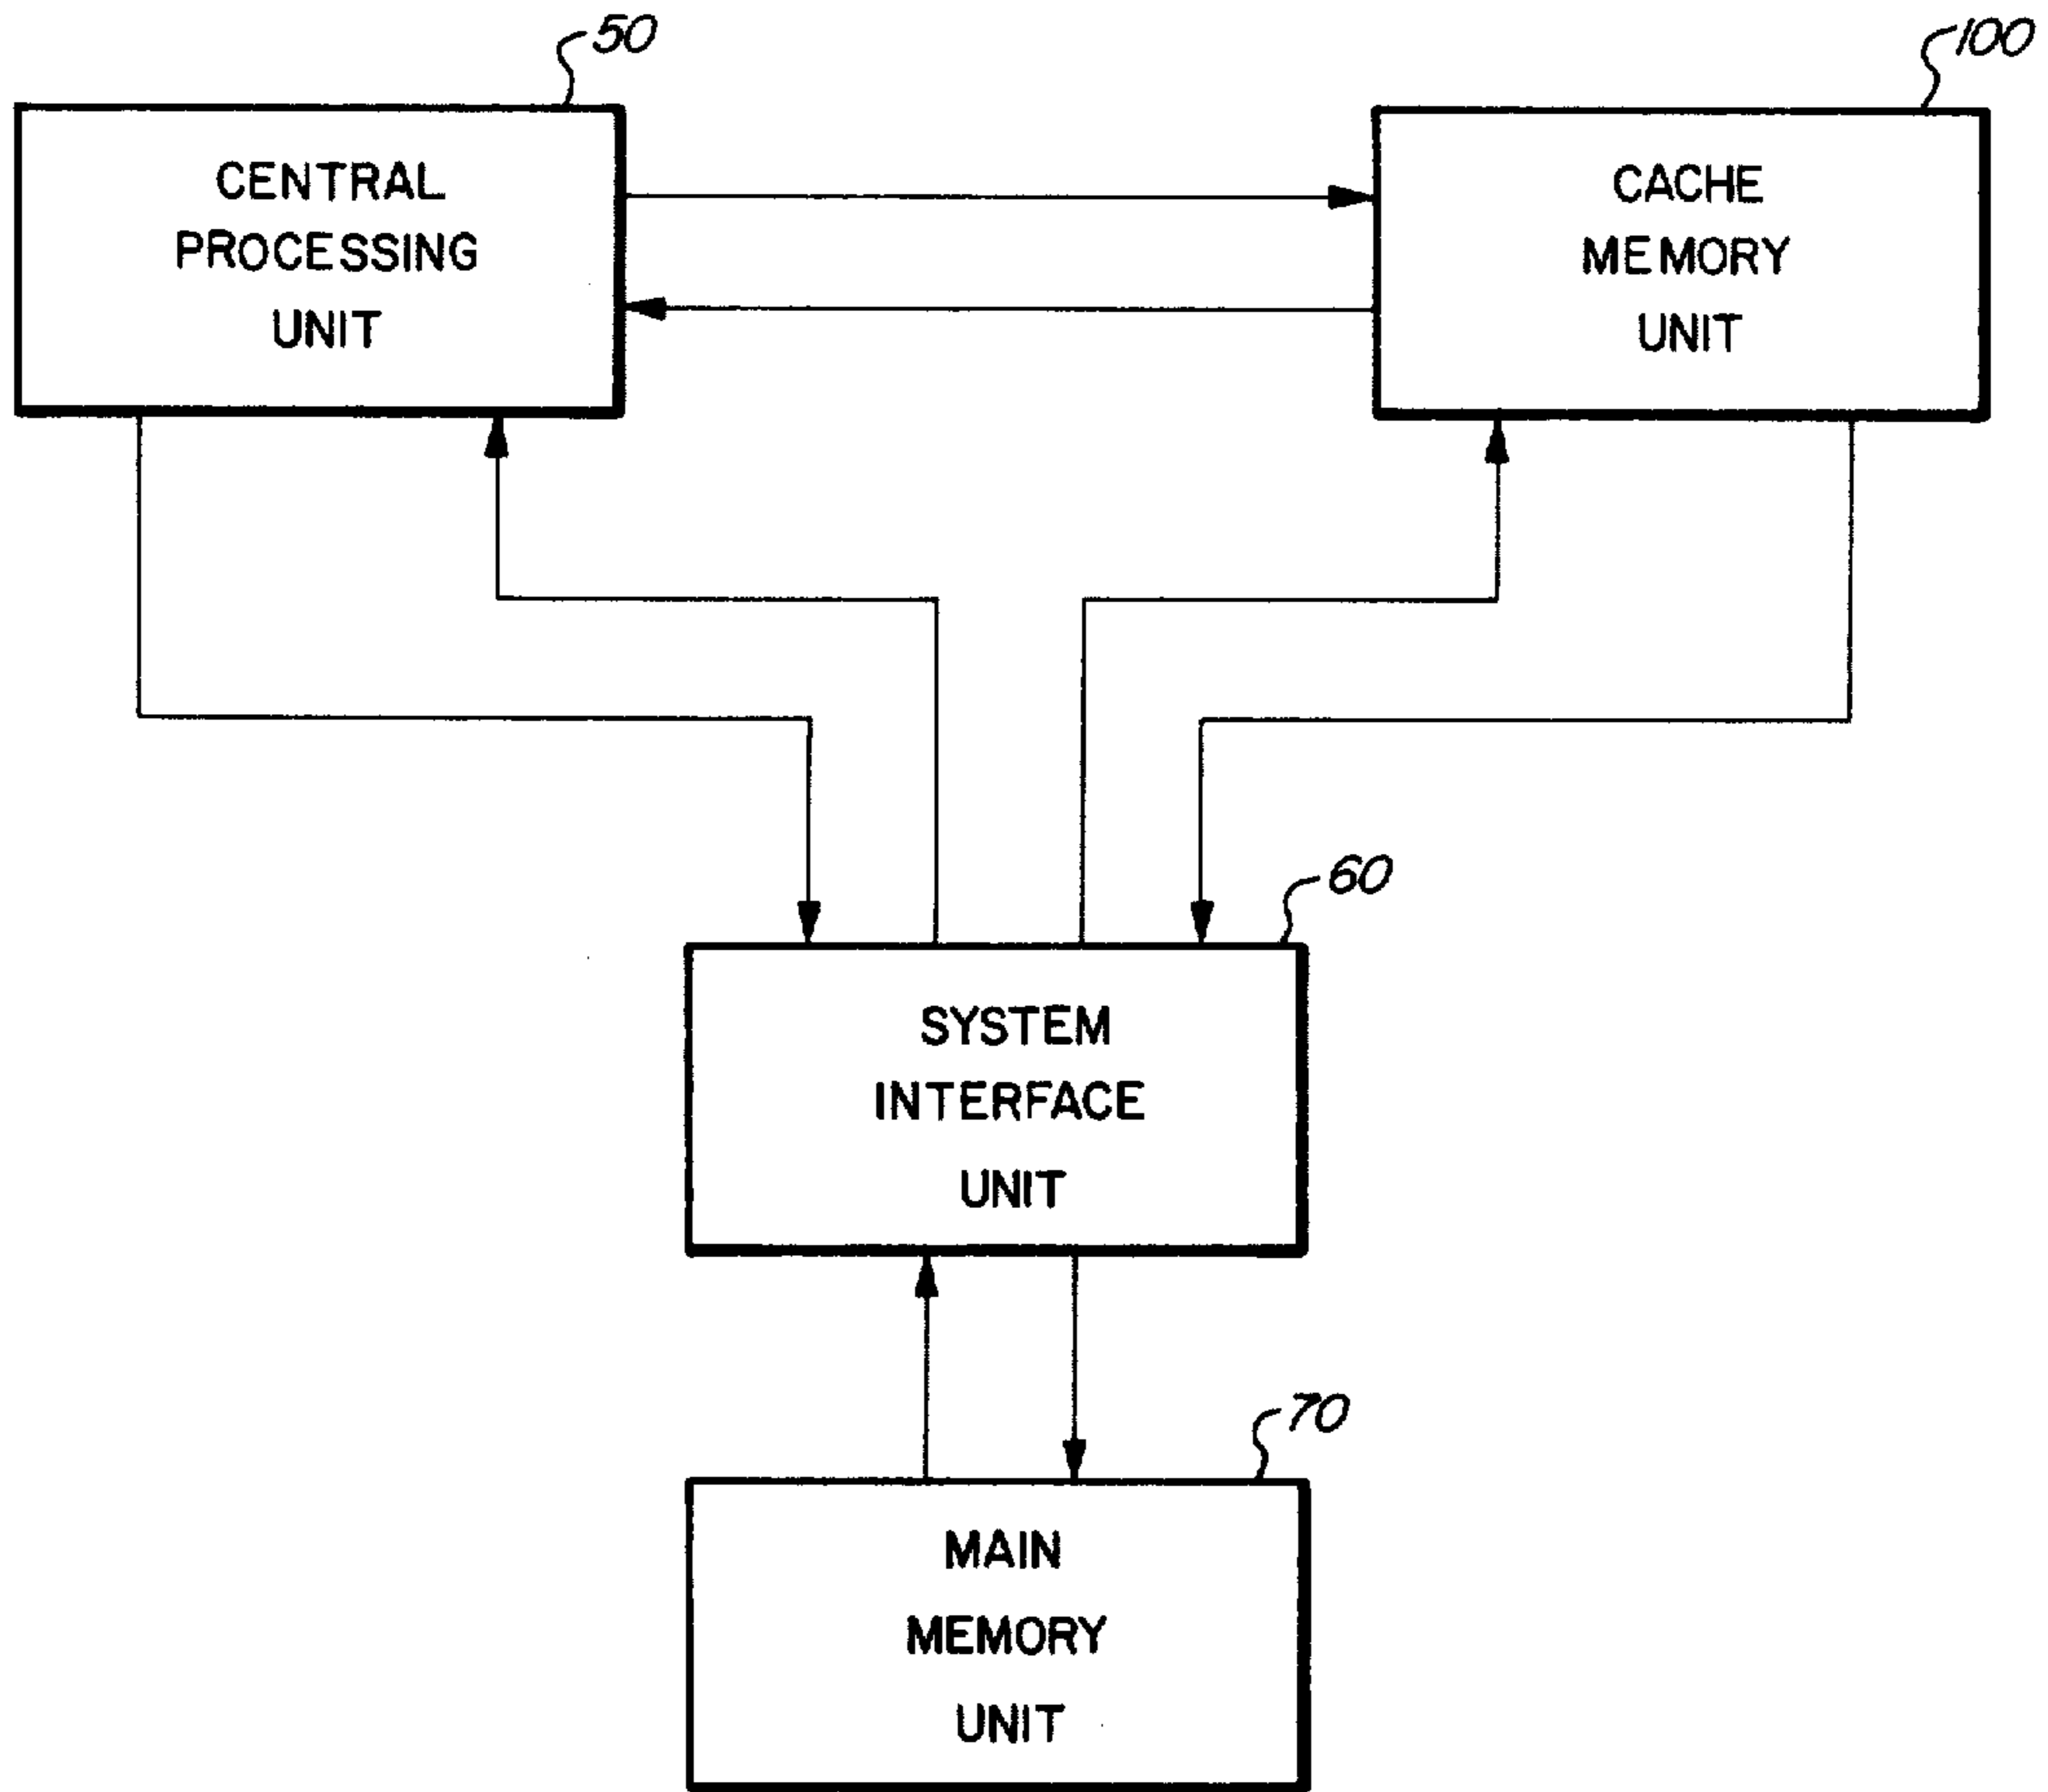 50
100
CENTRAL
PROCESSING
UNIT
CACHE
MEMORY
UNIT
60
SYSTEM
INTERFACE
UNIT
70
MAIN
MEMORY
UNIT